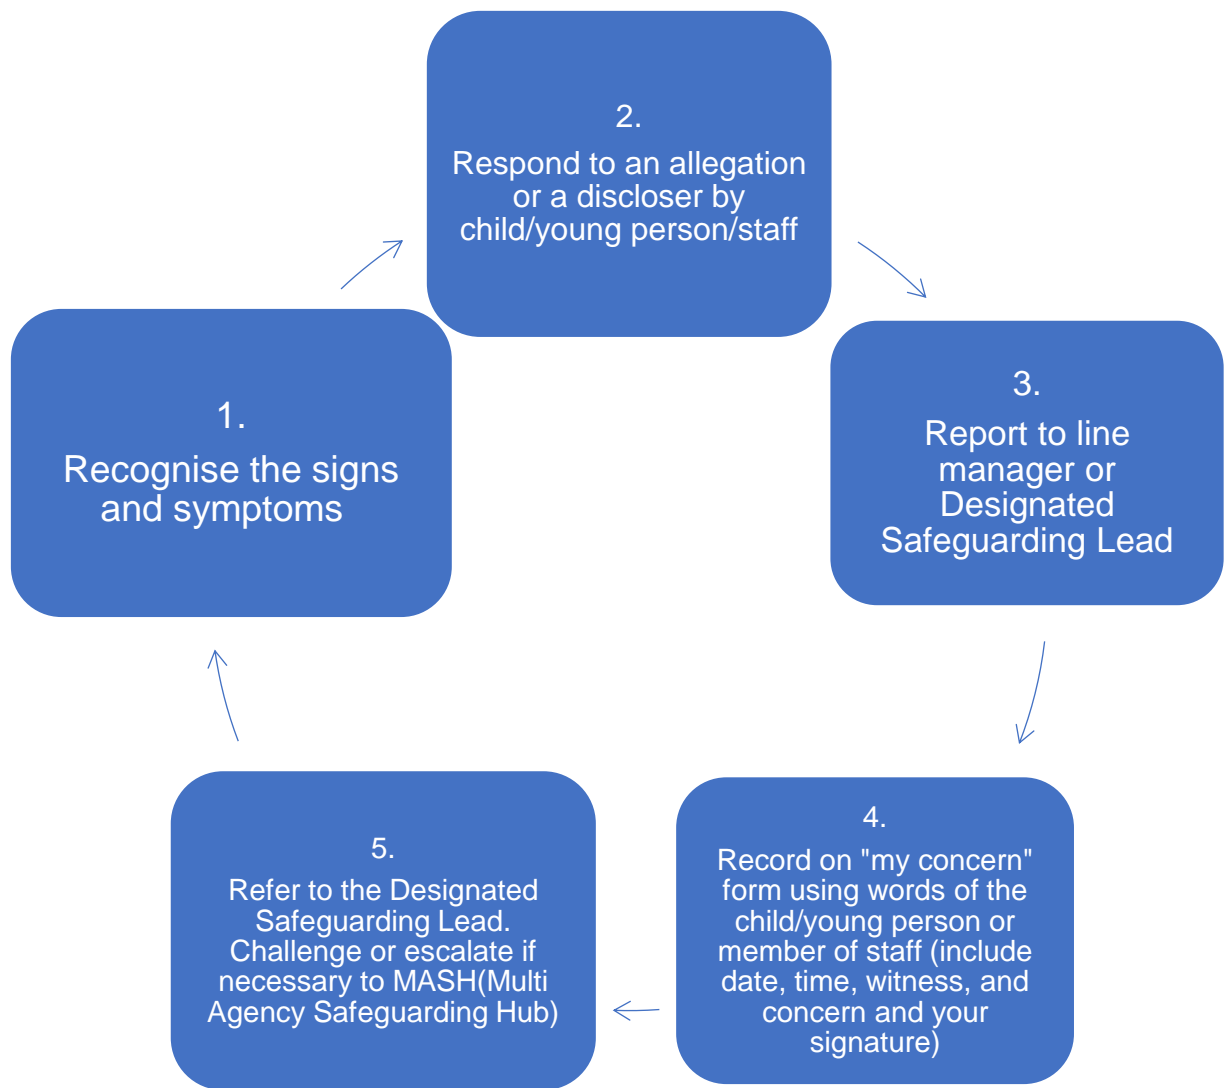 1.
Recognise the signs
and symptoms
2.
Respond to an allegation
or a discloser by
child/young person/staff
3.
Report to line
manager or
Designated
Safeguarding Lead
4.
Record on "my concern"
form using words of the
child/young person or
member of staff (include
date, time, witness, and
concern and your
signature)
5.
Refer to the Designated
Safeguarding Lead.
Challenge or escalate if
necessary to MASH(Multi
Agency Safeguarding Hub)